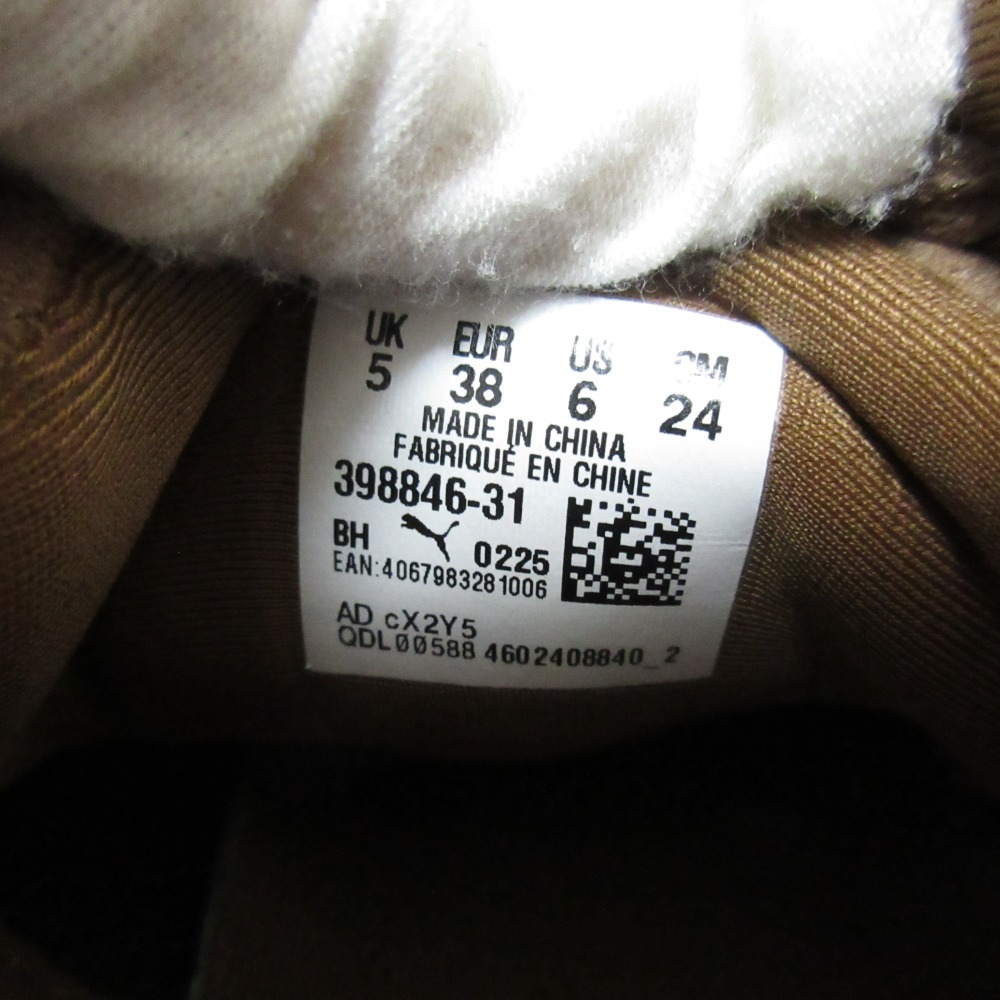 UK EUR US CM
5 38 6 24
MADE IN CHINA
FABRIQUÉ EN CHINE
398846-31
BH 0225
EAN:4067983281006
AD cX2Y5
QDL00588 4602408840_2